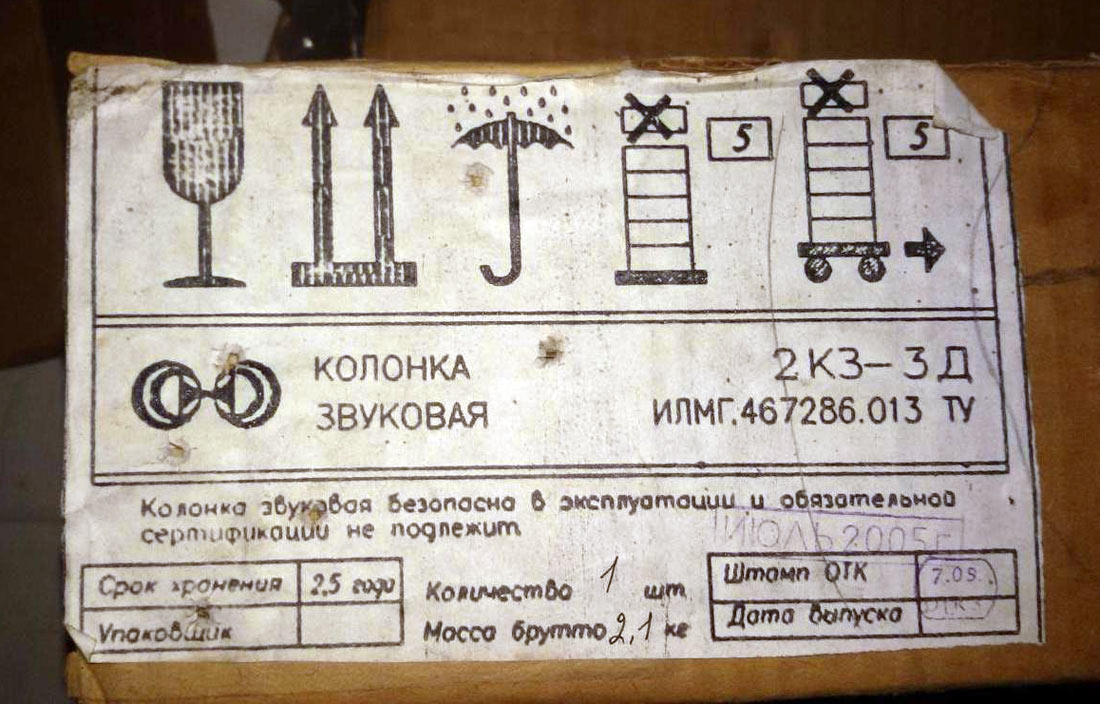 5
5
КОЛОНКА
ЗВУКОВАЯ
2КЗ–3Д
ИЛМГ.467286.013 ТУ
Колонка звуковая безопасна в эксплуатации и обязательной
сертификации не подлежит
ИЮЛЬ 2005г
Срок хранения 2,5 года
Упаковщик
Количество 1 шт
Масса брутто 2,1 кг
Штамп ОТК
7.05.
Дата выпуска